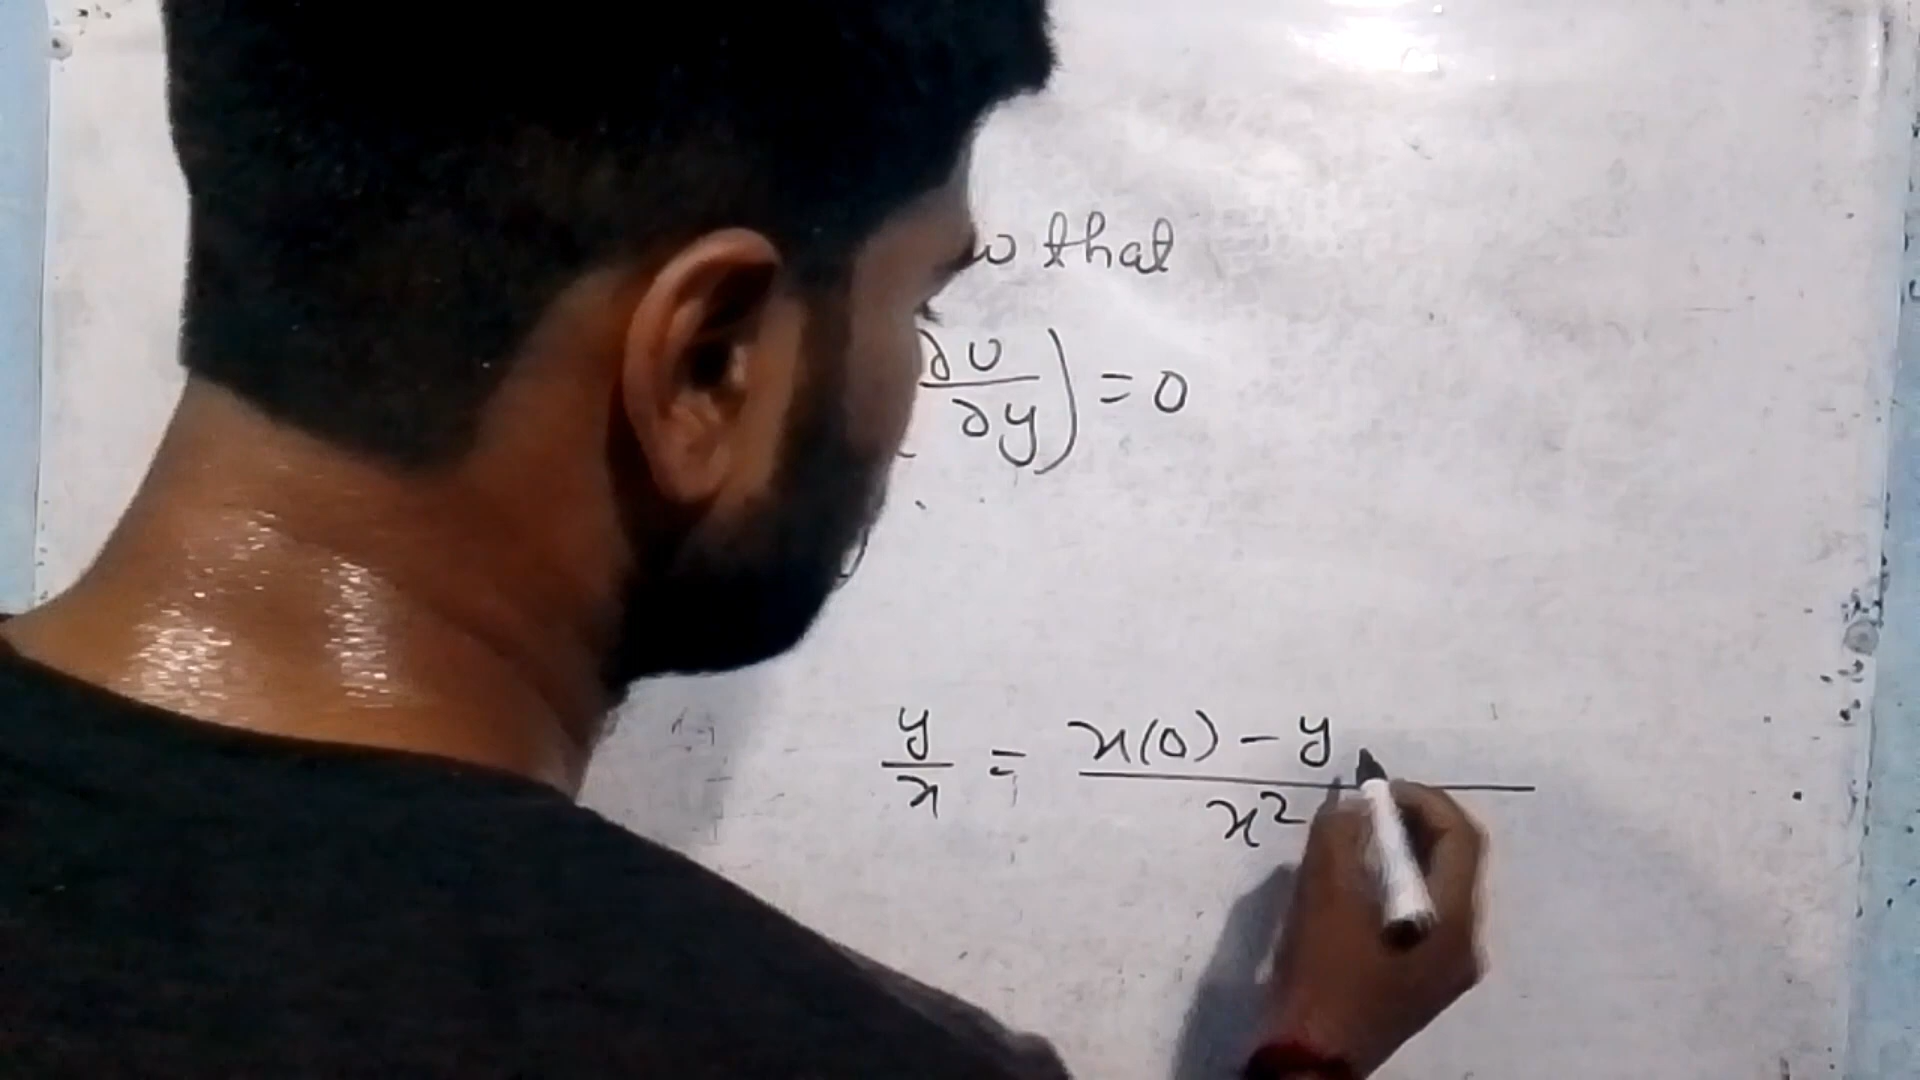 that
∂u/∂y) = 0
y/x = x(0) - y/x²